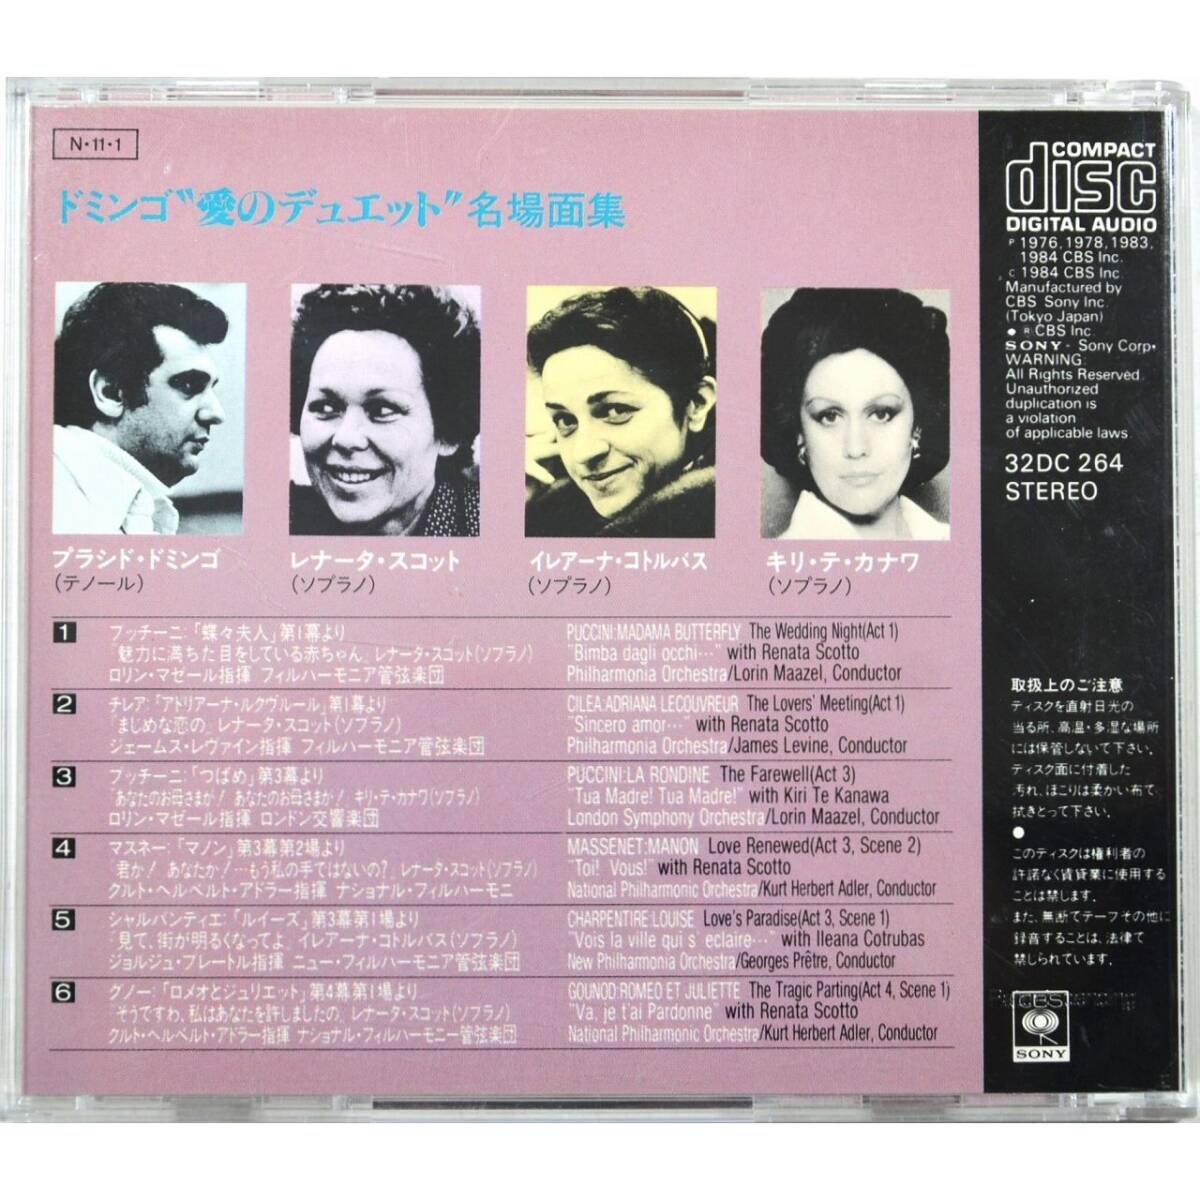 N・11・1
ドミンゴ"愛のデュエット"名場面集
プラシド・ドミンゴ
(テノール)
レナータ・スコット
(ソプラノ)
イレアーナ・コトルバス
(ソプラノ)
キリ・テ・カナワ
(ソプラノ)
1 プッチーニ:「蝶々夫人」第1幕より
"魅力に満ちた目をしている赤ちゃん" レナータ・スコット(ソプラノ)
ロリン・マゼール指揮 フィルハーモニア管弦楽団
PUCCINI:MADAMA BUTTERFLY The Wedding Night(Act 1)
"Bimba dagli occhi…" with Renata Scotto
Philharmonia Orchestra/Lorin Maazel, Conductor
2 チレア:「アドリアーナ・ルクヴルール」第1幕より
"まじめな恋の" レナータ・スコット(ソプラノ)
ジェームス・レヴァイン指揮 フィルハーモニア管弦楽団
CILEA:ADRIANA LECOUVREUR The Lovers' Meeting(Act 1)
"Sincero amor…" with Renata Scotto
Philharmonia Orchestra/James Levine, Conductor
3 プッチーニ:「つばめ」第3幕より
"あなたのお母さまが! あなたのお母さまが!" キリ・テ・カナワ(ソプラノ)
ロリン・マゼール指揮 ロンドン交響楽団
PUCCINI:LA RONDINE The Farewell(Act 3)
"Tua Madre! Tua Madre!" with Kiri Te Kanawa
London Symphony Orchestra/Lorin Maazel, Conductor
4 マスネー:「マノン」第3幕第2場より
"君か! あなたか!…もう私の手ではないの?" レナータ・スコット(ソプラノ)
クルト・ヘルベルト・アドラー指揮 ナショナル・フィルハーモニ
MASSENET:MANON Love Renewed(Act 3, Scene 2)
"Toi! Vous!" with Renata Scotto
National Philharmonic Orchestra/Kurt Herbert Adler, Conductor
5 シャルパンティエ:「ルイーズ」第3幕第1場より
"見て、街が明るくなってよ" イレアーナ・コトルバス(ソプラノ)
ジョルジュ・プレートル指揮 ニュー・フィルハーモニア管弦楽団
CHARPENTIRE:LOUISE Love's Paradise(Act 3, Scene 1)
"Vois la ville qui s' eclaire…" with Ileana Cotrubas
New Philharmonia Orchestra/Georges Prêtre, Conductor
6 グノー:「ロメオとジュリエット」第4幕第1場より
"そうですわ、私はあなたを許しましたの" レナータ・スコット(ソプラノ)
クルト・ヘルベルト・アドラー指揮 ナショナル・フィルハーモニー管弦楽団
GOUNOD:ROMEO ET JULIETTE The Tragic Parting(Act 4, Scene 1)
"Va, je t'ai Pardonne" with Renata Scotto
National Philharmonic Orchestra/Kurt Herbert Adler, Conductor
COMPACT
disc
DIGITAL AUDIO
P 1976, 1978, 1983,
1984 CBS Inc.
C 1984 CBS Inc.
Manufactured by
CBS Sony Inc.
(Tokyo Japan)
● ® CBS Inc.
SONY - Sony Corp.
WARNING:
All Rights Reserved.
Unauthorized
duplication is
a violation
of applicable laws.
32DC 264
STEREO
取扱上のご注意
ディスクを直射日光の
当る所、高温・多湿な場所
には保管しないで下さい。
ディスク面に付着した
汚れ、ほこりは柔かい布で、
拭きとって下さい。
●
このディスクは権利者の
許諾なく賃貸業に使用する
ことは禁じます。
また、無断でテープその他に
録音することは、法律で
禁じられています。
CBS
SONY